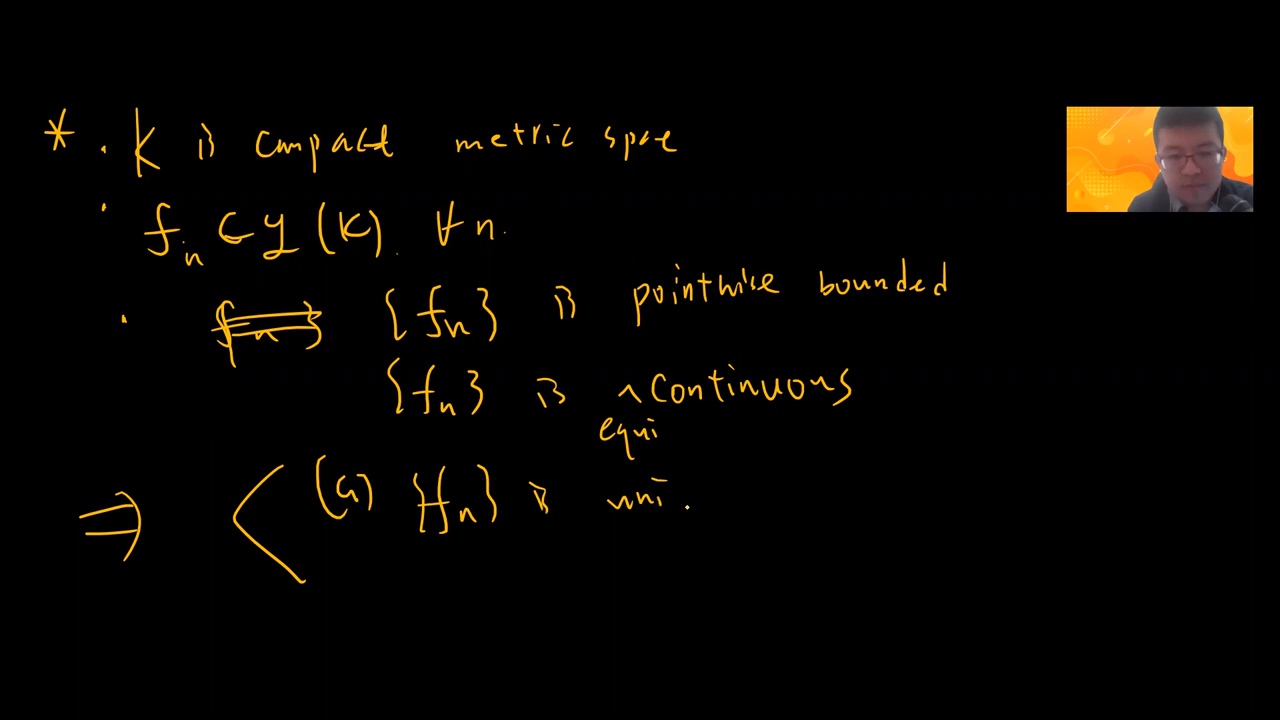 * · K is compact metric space
· fₙ ∈ 𝒞(K). ∀n.
· {fₙ} is pointwise bounded
{fₙ} is ^continuous
equi
⇒ < (a) {fₙ} is uni.